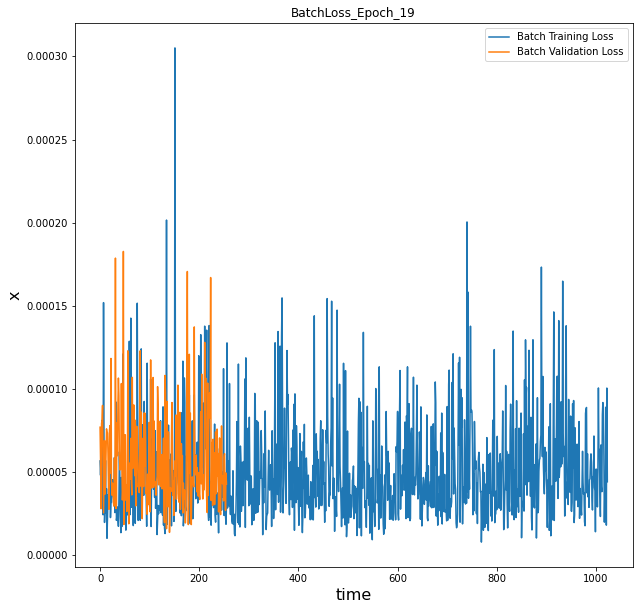 BatchLoss_Epoch_19
Batch Training Loss
Batch Validation Loss
0.00030
0.00025
0.00020
0.00015
0.00010
0.00005
0.00000
x
0 200 400 600 800 1000
time